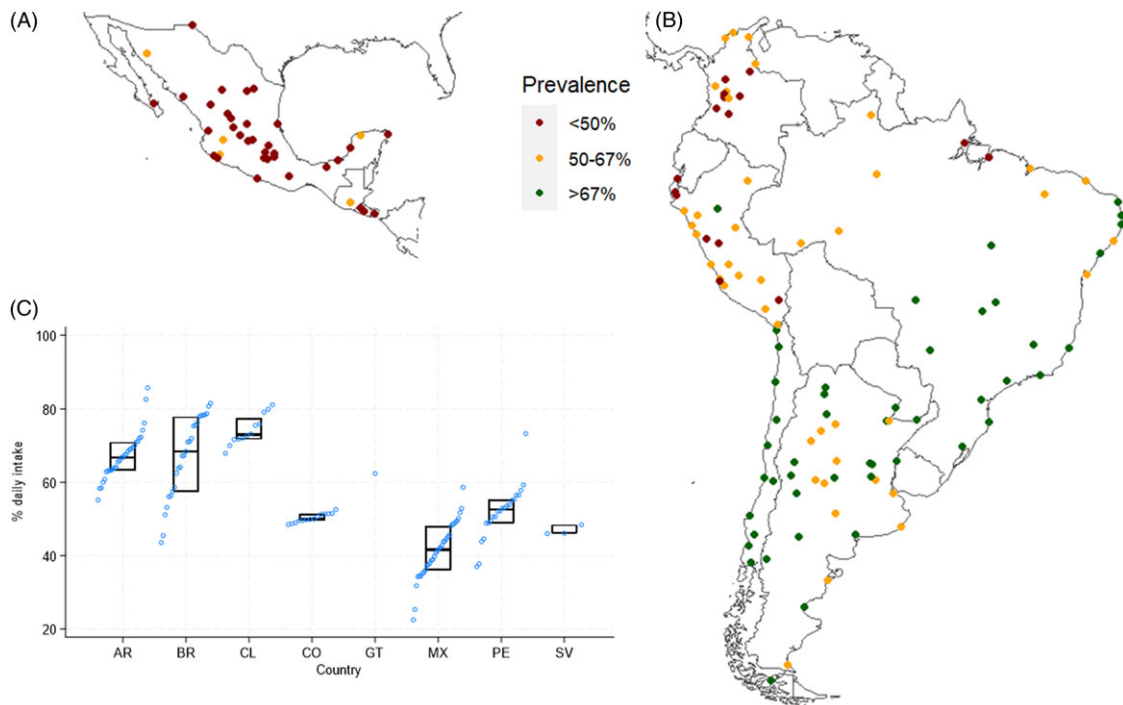 (A)
(B)
Prevalence
<50%
50-67%
>67%
(C)
100
80
60
40
20
% daily intake
AR BR CL CO GT MX PE SV
Country